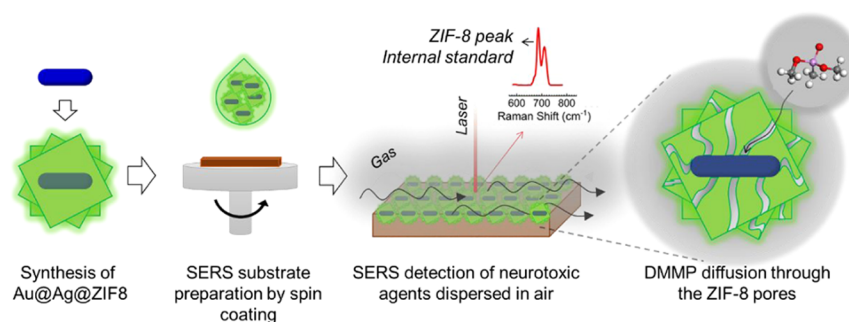 ZIF-8 peak
Internal standard
600 700 800
Raman Shift (cm⁻¹)
Laser
Gas
Synthesis of
Au@Ag@ZIF8
SERS substrate
preparation by spin
coating
SERS detection of neurotoxic
agents dispersed in air
DMMP diffusion through
the ZIF-8 pores